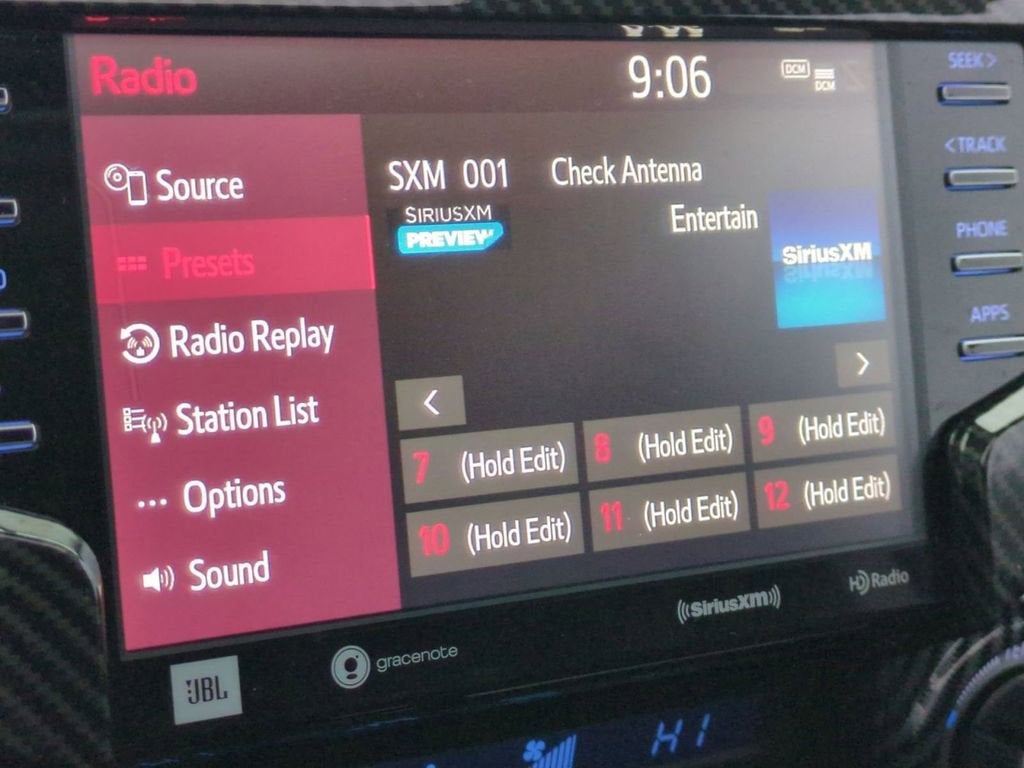 Radio
9:06
DCM
DCM
SEEK >
< TRACK
PHONE
APPS
Source
Presets
Radio Replay
Station List
... Options
Sound
SXM 001 Check Antenna
SIRIUSXM
PREVIEW
Entertain
SiriusXM
<
>
7 (Hold Edit)
8 (Hold Edit)
9 (Hold Edit)
10 (Hold Edit)
11 (Hold Edit)
12 (Hold Edit)
JBL
gracenote
((SiriusXM))
HD Radio
HI